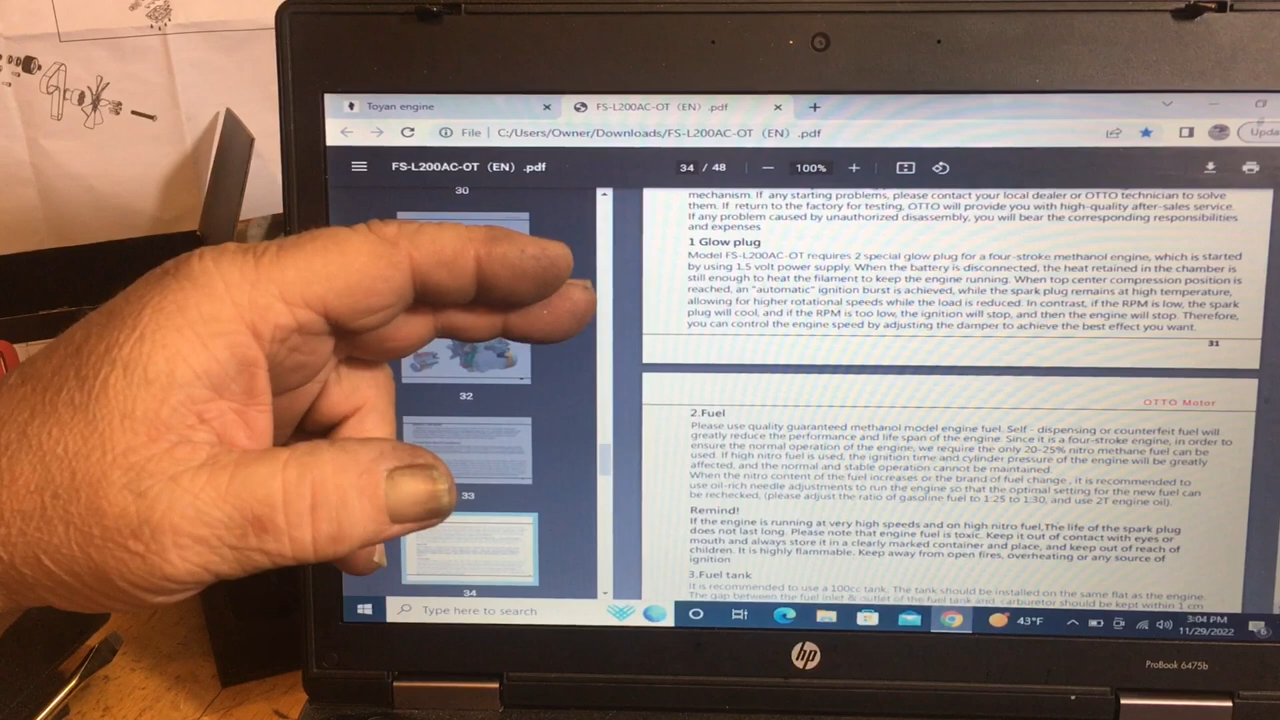 Toyan engine
FS-L200AC-OT (EN) .pdf
File
C:/Users/Owner/Downloads/FS-L200AC-OT (EN) .pdf
Upda
FS-L200AC-OT (EN) .pdf
34 / 48
100%
30
32
33
34
mechanism. If any starting problems, please contact your local dealer or OTTO technician to solve
them. If return to the factory for testing, OTTO will provide you with high-quality after-sales service.
If any problem caused by unauthorized disassembly, you will bear the corresponding responsibilities
and expenses
1 Glow plug
Model FS-L200AC-OT requires 2 special glow plug for a four-stroke methanol engine, which is started
by using 1.5 volt power supply. When the battery is disconnected, the heat retained in the chamber is
still enough to heat the filament to keep the engine running. When top center compression position is
reached, an "automatic" ignition burst is achieved, while the spark plug remains at high temperature,
allowing for higher rotational speeds while the load is reduced. In contrast, if the RPM is low, the spark
plug will cool, and if the RPM is too low, the ignition will stop, and then the engine will stop. Therefore,
you can control the engine speed by adjusting the damper to achieve the best effect you want.
31
OTTO Motor
2.Fuel
Please use quality guaranteed methanol model engine fuel. Self - dispensing or counterfeit fuel will
greatly reduce the performance and life span of the engine. Since it is a four-stroke engine, in order to
ensure the normal operation of the engine, we require the only 20-25% nitro methane fuel can be
used. If high nitro fuel is used, the ignition time and cylinder pressure of the engine will be greatly
affected, and the normal and stable operation cannot be maintained.
When the nitro content of the fuel increases or the brand of fuel change , it is recommended to
use oil-rich needle adjustments to run the engine so that the optimal setting for the new fuel can
be rechecked, (please adjust the ratio of gasoline fuel to 1:25 to 1:30, and use 2T engine oil).
Remind!
If the engine is running at very high speeds and on high nitro fuel,The life of the spark plug
does not last long. Please note that engine fuel is toxic. Keep it out of contact with eyes or
mouth and always store it in a clearly marked container and place, and keep out of reach of
children. It is highly flammable. Keep away from open fires, overheating or any source of
ignition
3.Fuel tank
It is recommended to use a 100cc tank. The tank should be installed on the same flat as the engine.
The gap between the fuel inlet & outlet of the fuel tank and carburetor should be kept within 1 cm
Type here to search
43°F
3:04 PM
11/29/2022
hp
ProBook 6475b